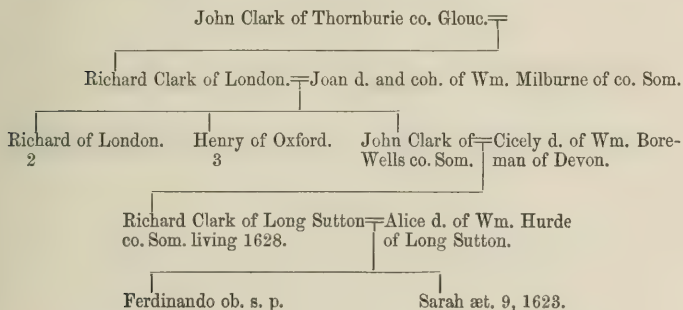 John Clark of Thornburie co. Glouc.
Richard Clark of London. Joan d. and coh. of Wm. Milburne of co. Som.
Richard of London. Henry of Oxford. John Clark of Cicely d. of Wm. Bore-
2 3 Wells co. Som. man of Devon.
Richard Clark of Long Sutton Alice d. of Wm. Hurde
co. Som. living 1628. of Long Sutton.
Ferdinando ob. s. p. Sarah æt. 9, 1623.